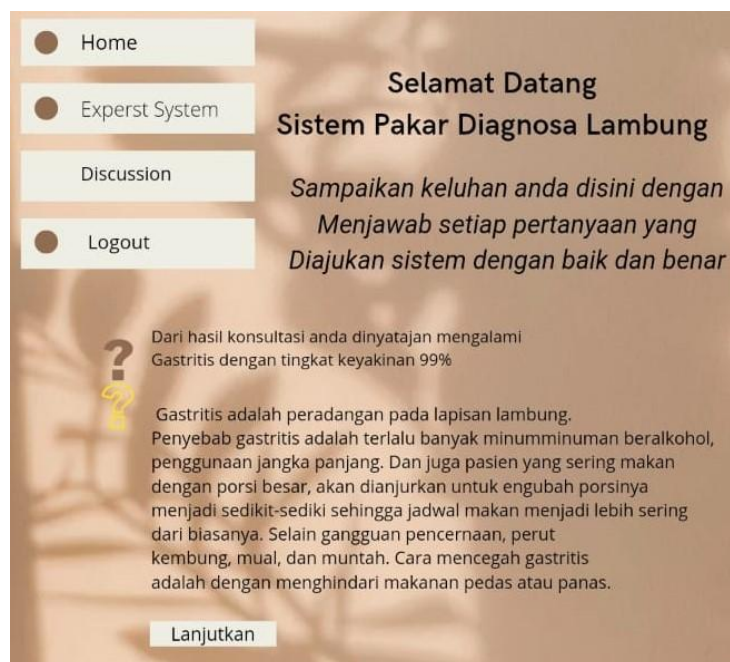 Home
Experst System
Discussion
Logout
Selamat Datang
Sistem Pakar Diagnosa Lambung
Sampaikan keluhan anda disini dengan
Menjawab setiap pertanyaan yang
Diajukan sistem dengan baik dan benar
?
?
Dari hasil konsultasi anda dinyatajan mengalami
Gastritis dengan tingkat keyakinan 99%
Gastritis adalah peradangan pada lapisan lambung.
Penyebab gastritis adalah terlalu banyak minumminuman beralkohol,
penggunaan jangka panjang. Dan juga pasien yang sering makan
dengan porsi besar, akan dianjurkan untuk engubah porsinya
menjadi sedikit-sediki sehingga jadwal makan menjadi lebih sering
dari biasanya. Selain gangguan pencernaan, perut
kembung, mual, dan muntah. Cara mencegah gastritis
adalah dengan menghindari makanan pedas atau panas.
Lanjutkan